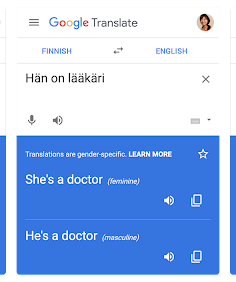 Google Translate
FINNISH ENGLISH
Hän on lääkäri
Translations are gender-specific. LEARN MORE
She's a doctor (feminine)
He's a doctor (masculine)